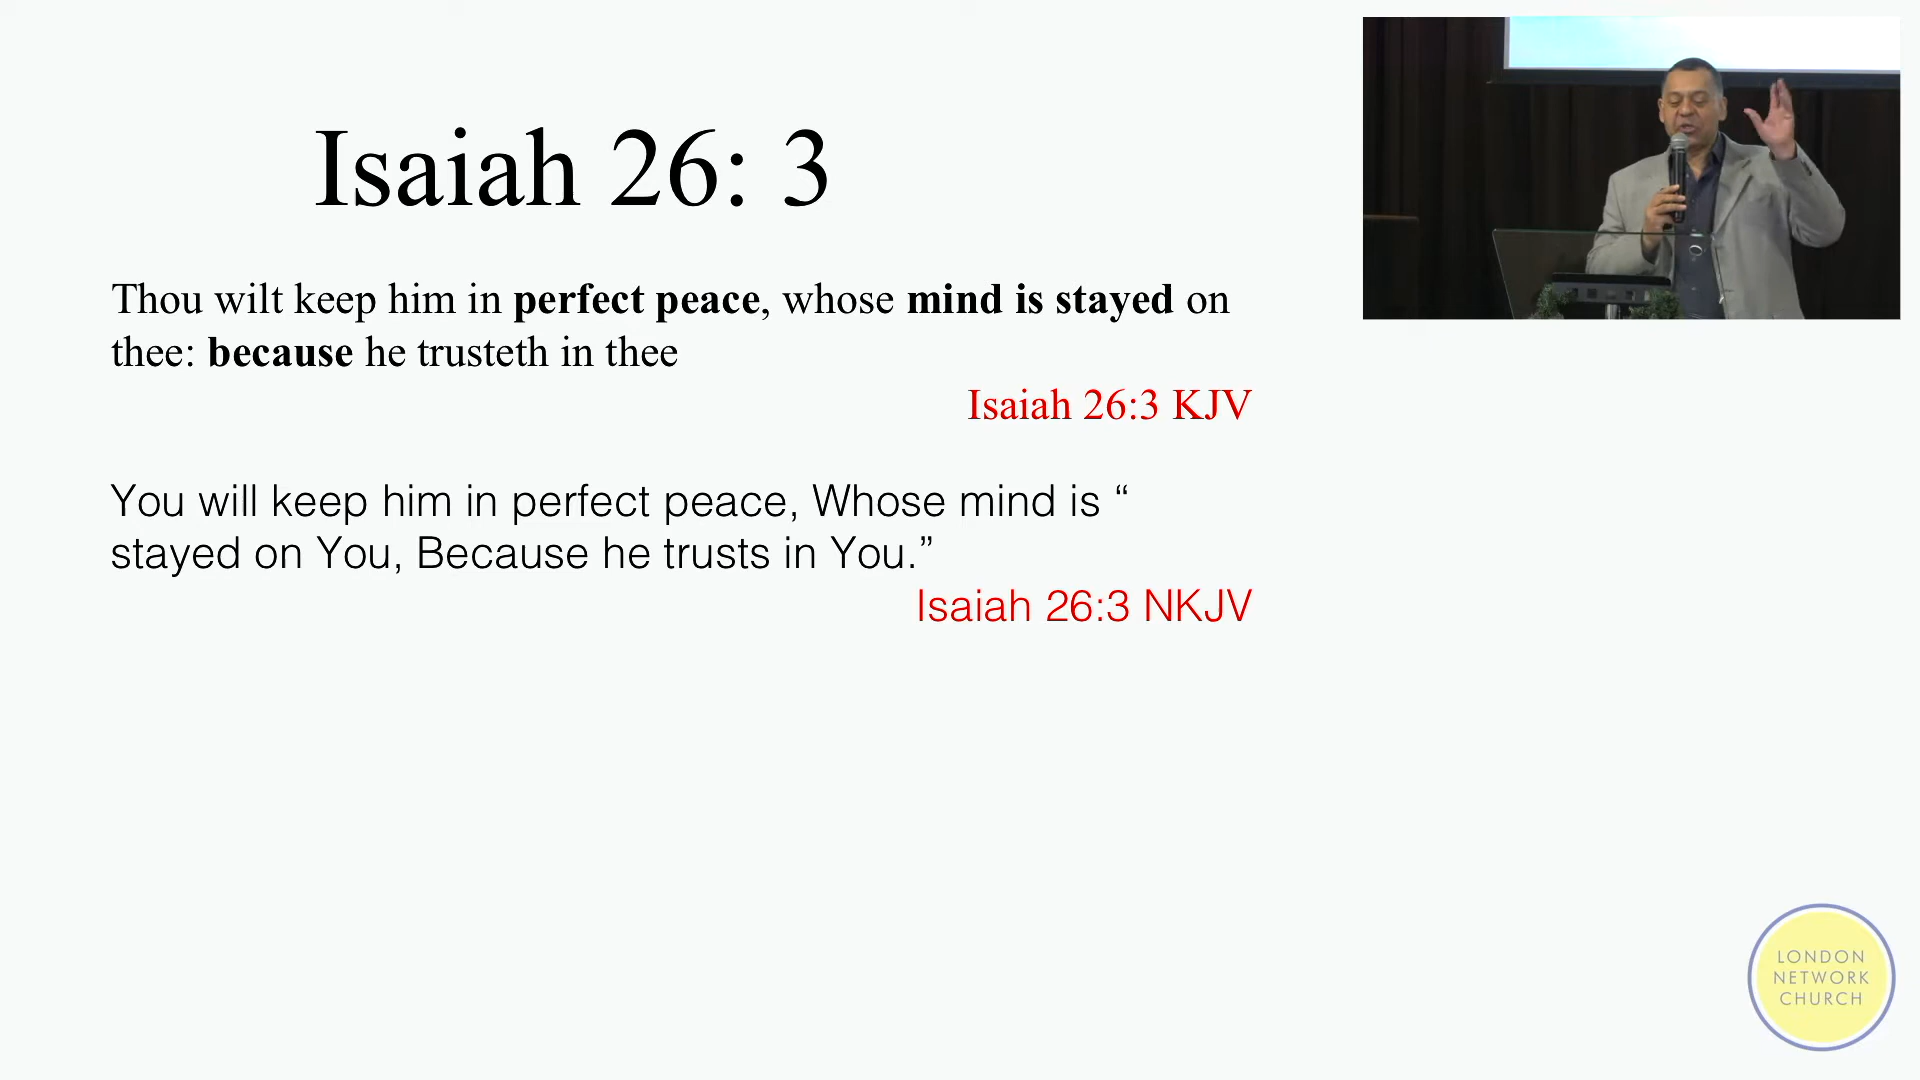 Isaiah 26: 3
Thou wilt keep him in perfect peace, whose mind is stayed on
thee: because he trusteth in thee
Isaiah 26:3 KJV
You will keep him in perfect peace, Whose mind is “
stayed on You, Because he trusts in You.”
Isaiah 26:3 NKJV
LONDON
NETWORK
CHURCH